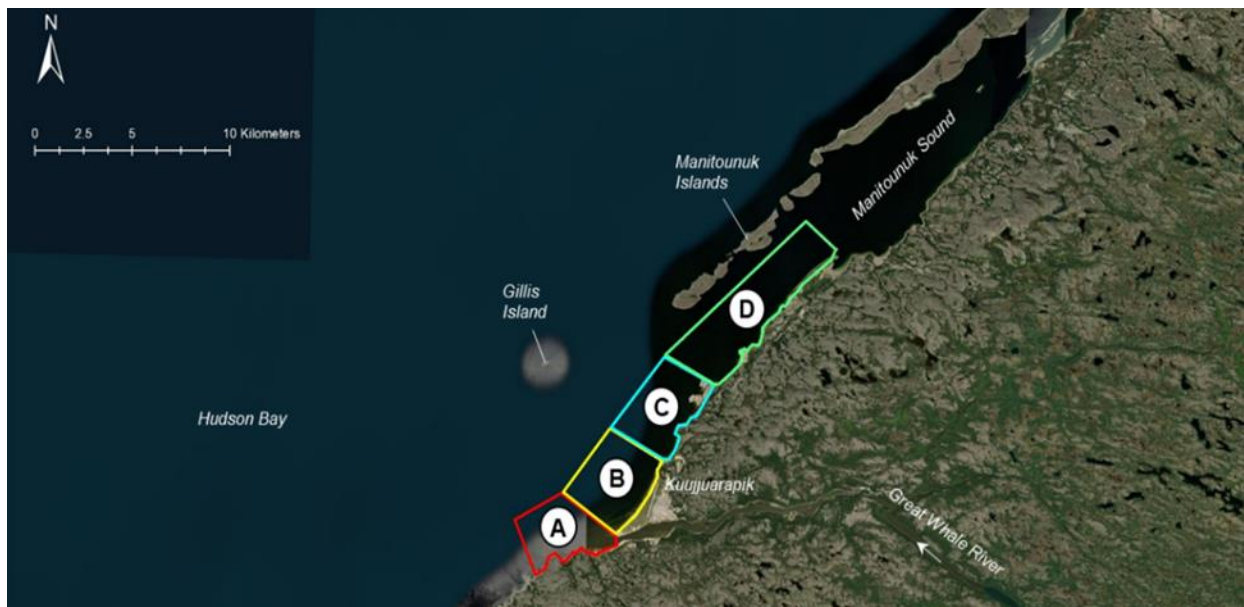 N
0 2.5 5 10 Kilometers
Manitounuk
Islands
Manitounuk Sound
Gillis
Island
D
Hudson Bay
C
B
Kuujjuarapik
A
Great Whale River